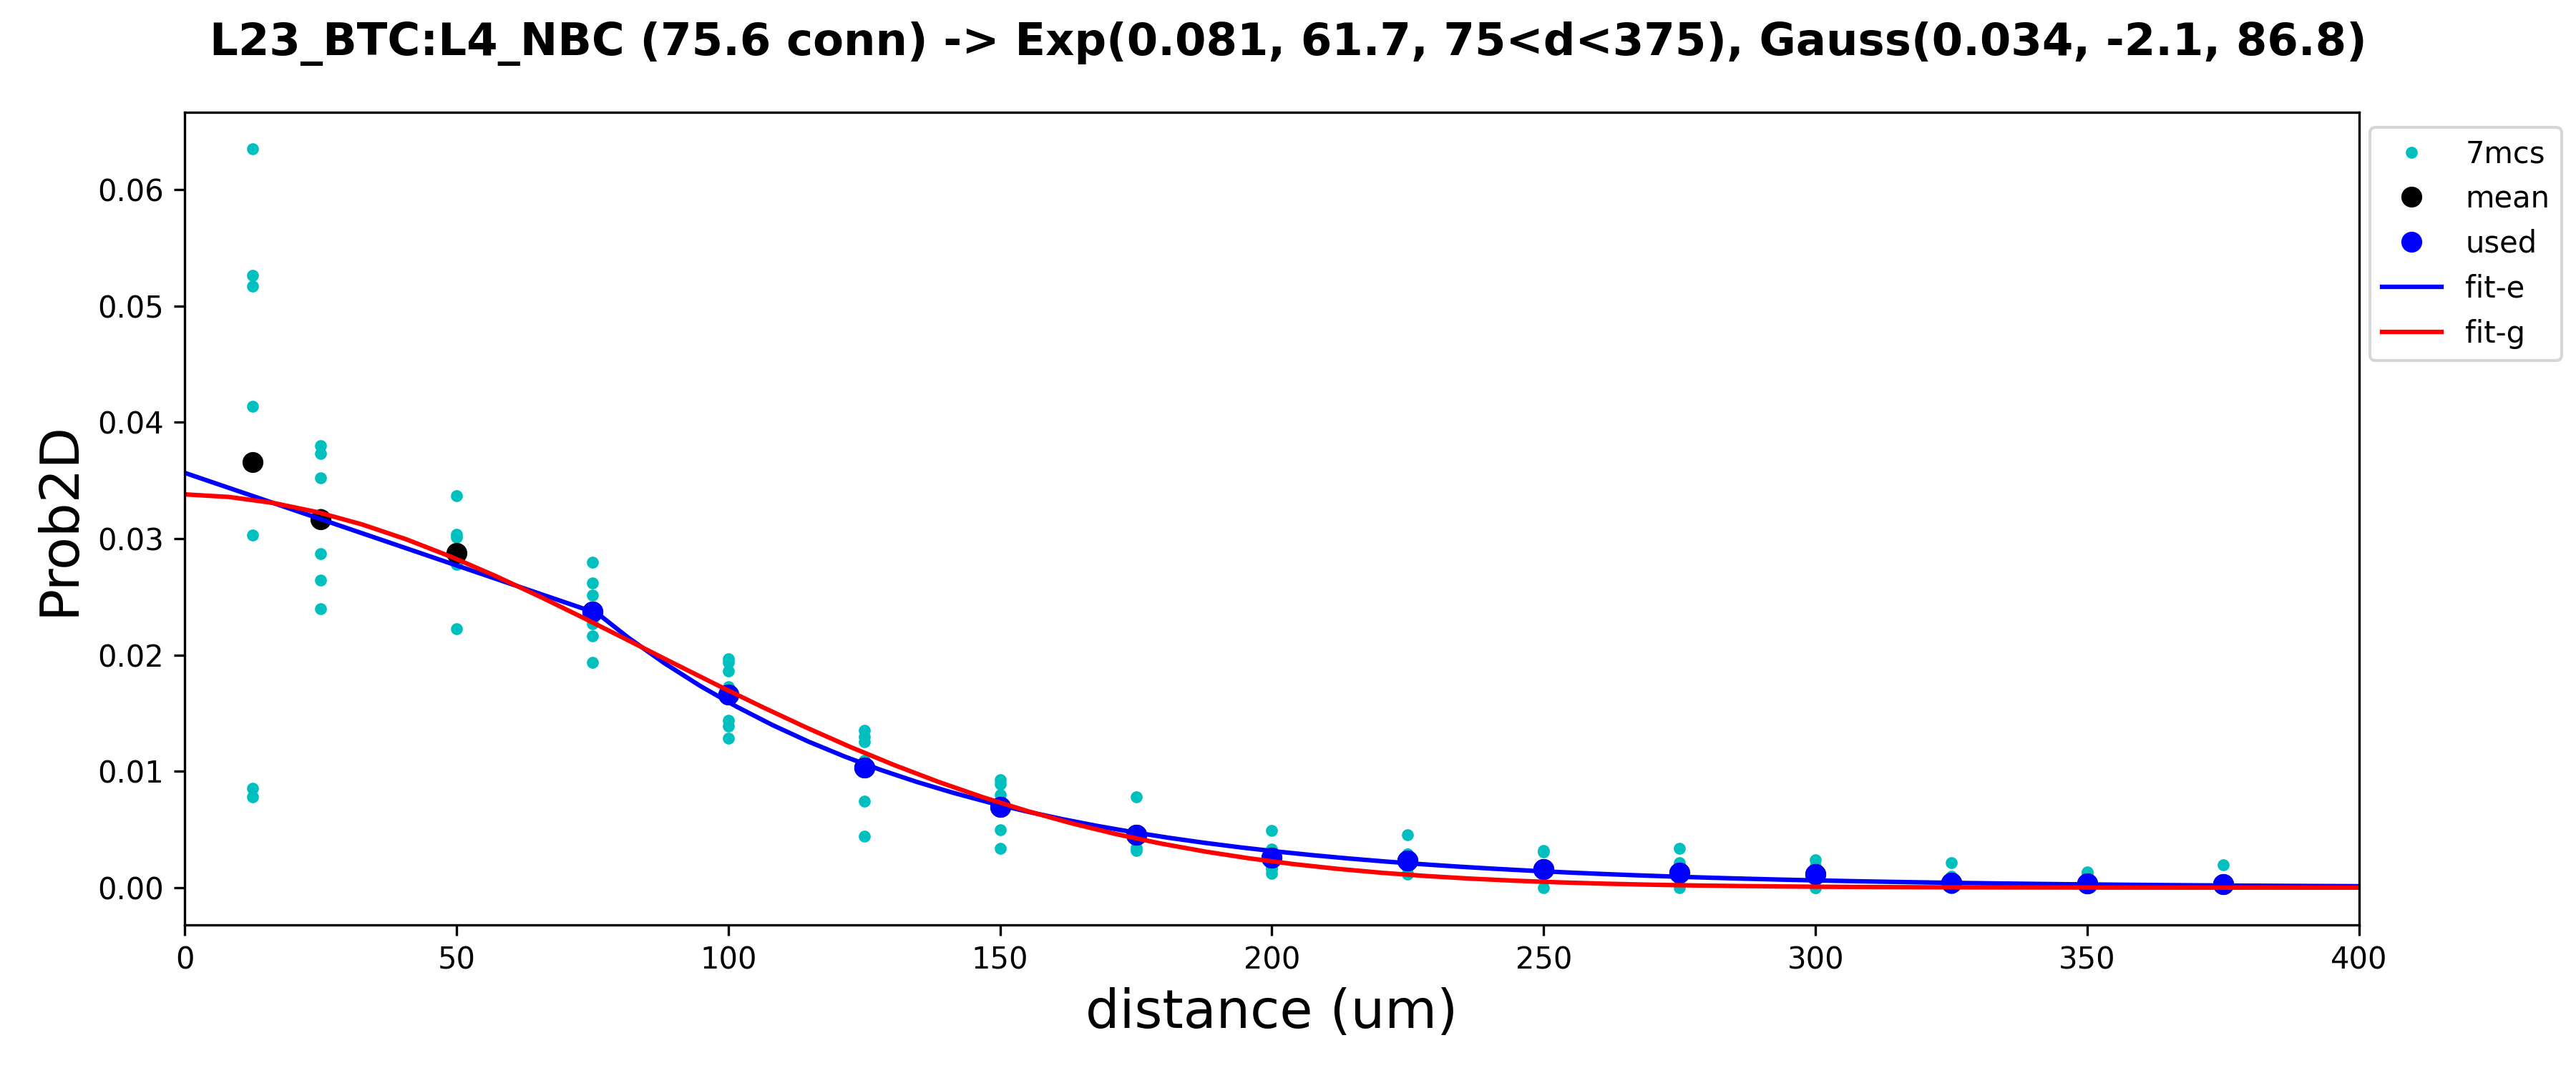 L23_BTC:L4_NBC (75.6 conn) -> Exp(0.081, 61.7, 75<d<375), Gauss(0.034, -2.1, 86.8)
7mcs
mean
used
fit-e
fit-g
Prob2D
0.06
0.05
0.04
0.03
0.02
0.01
0.00
0 50 100 150 200 250 300 350 400
distance (um)